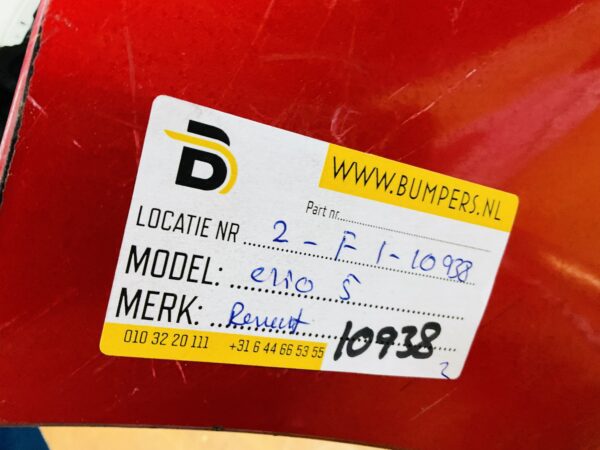 B
WWW.BUMPERS.NL
Part nr.
LOCATIE NR 2 - F 1 - 10938
MODEL: clio 5
MERK: Renault
10938
010 32 20 111 +31 6 44 66 53 55
2